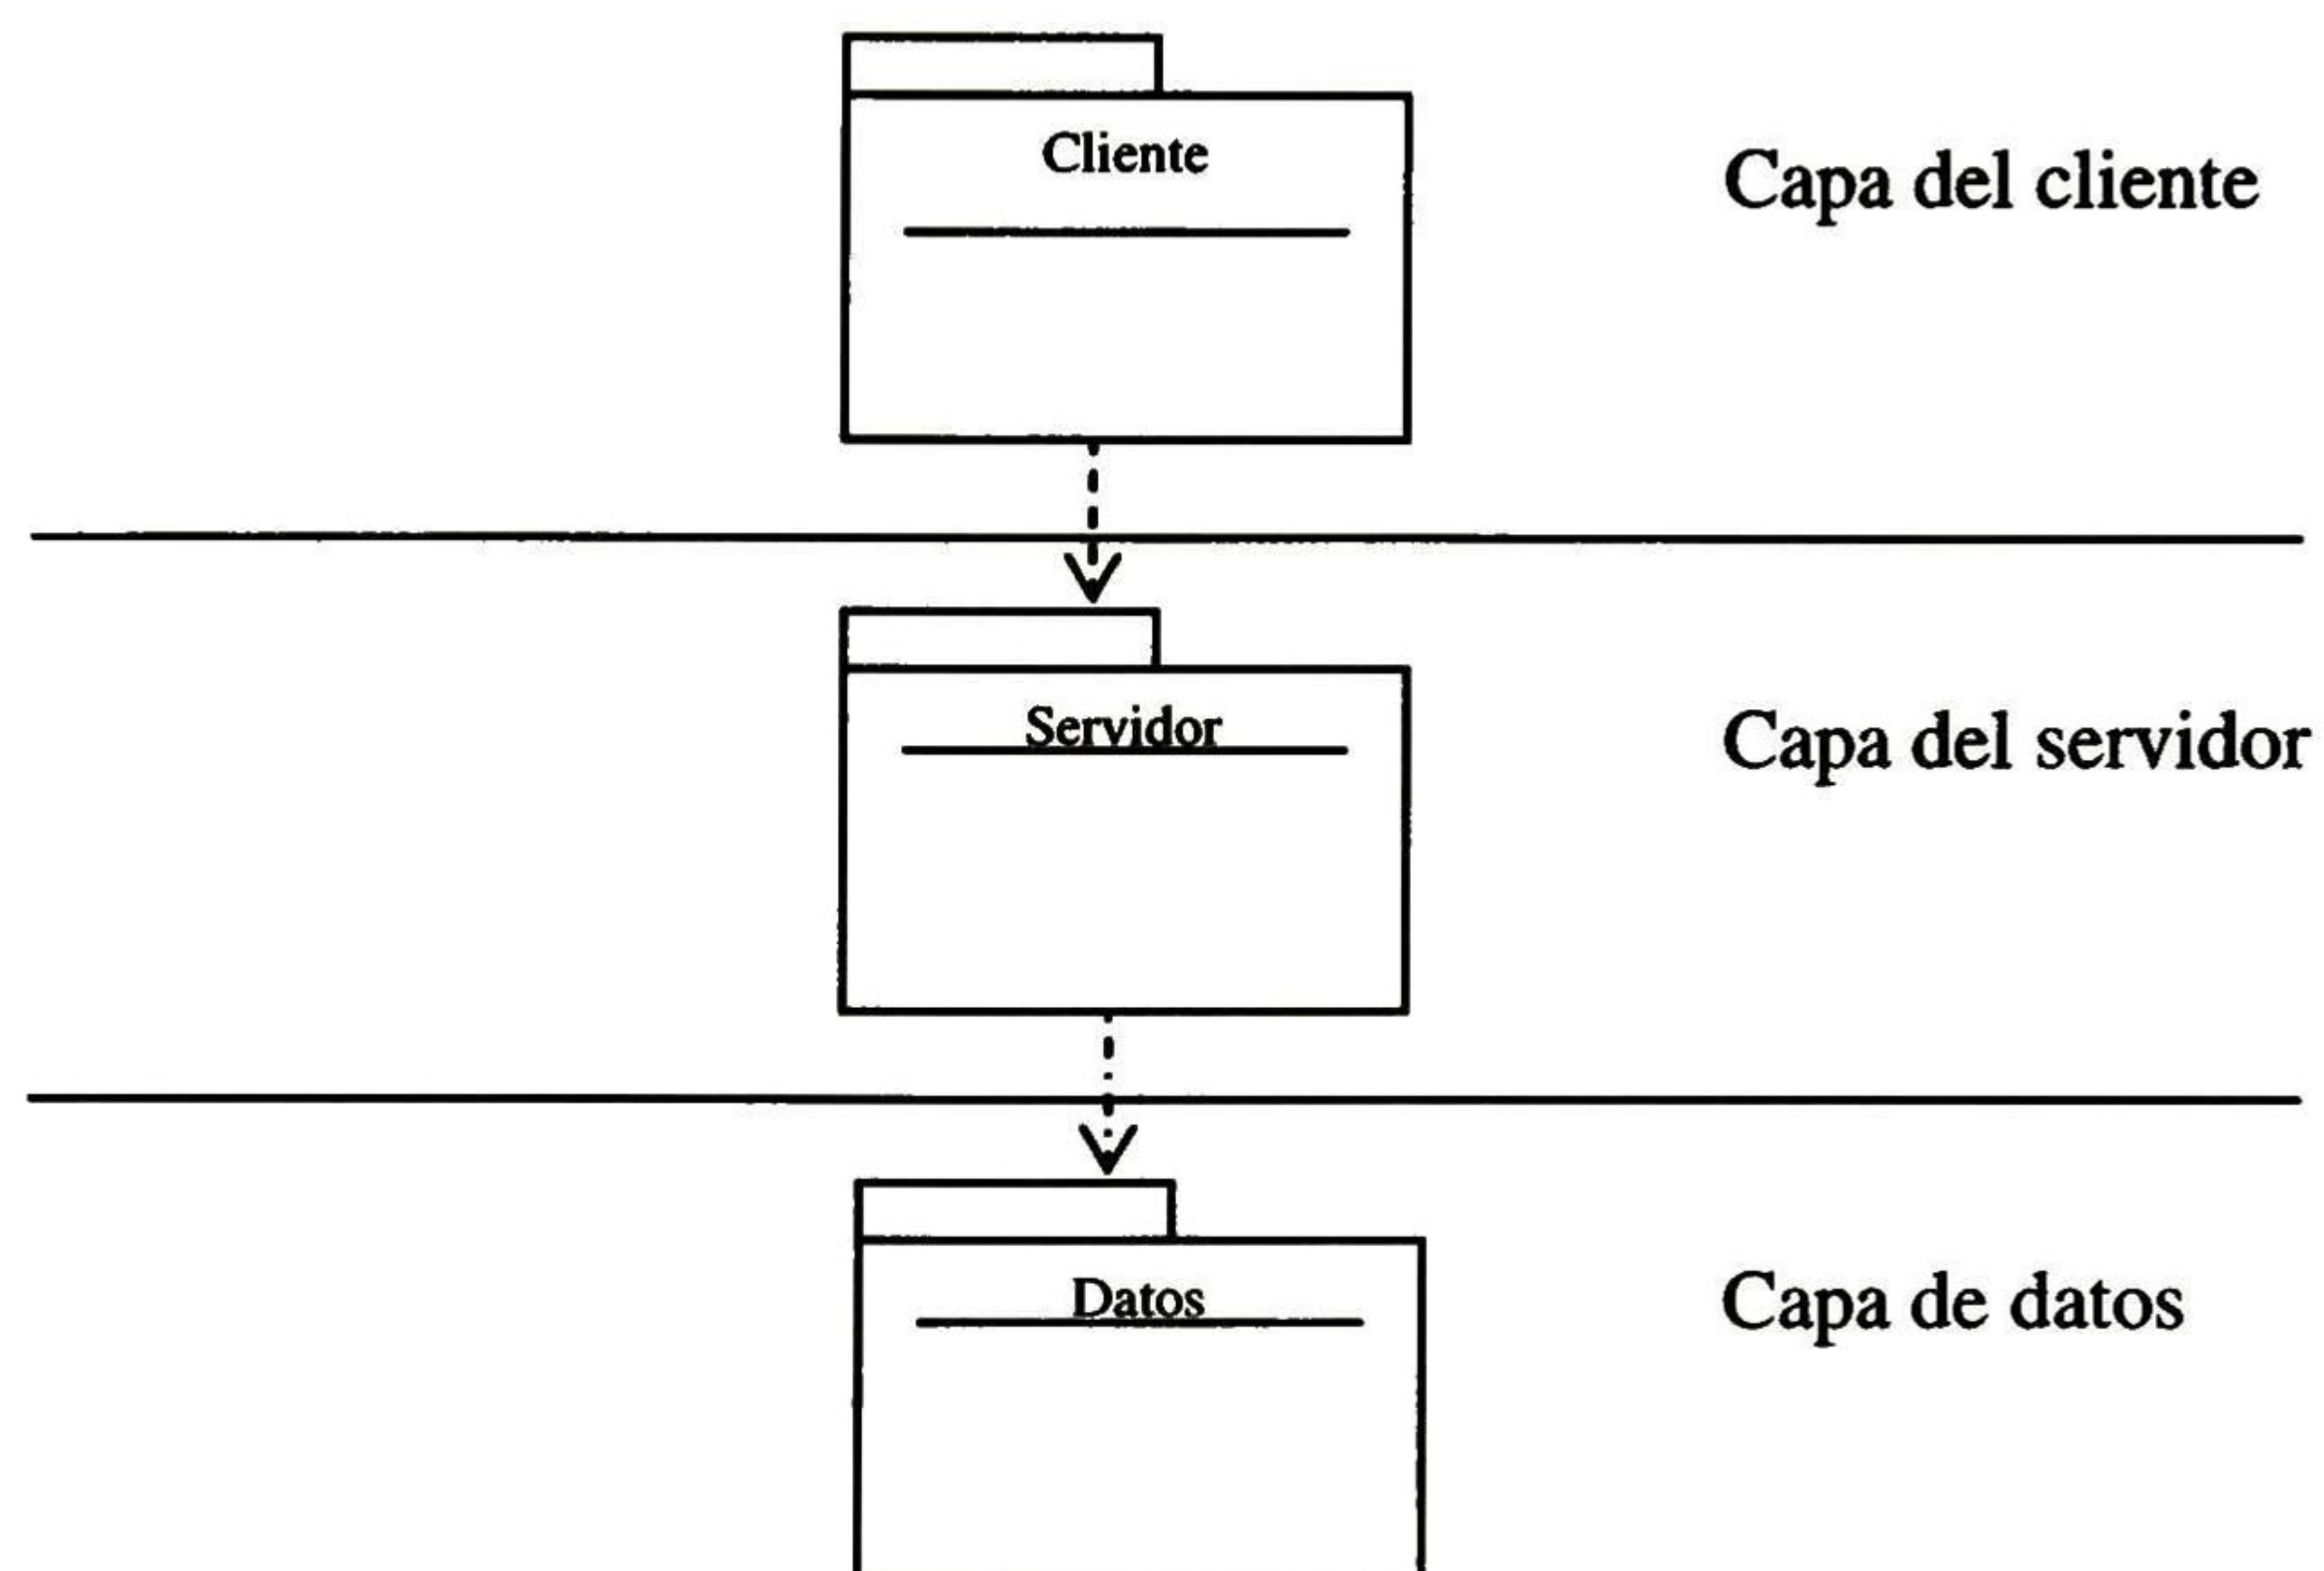 Cliente
Capa del cliente
Servidor
Capa del servidor
Datos
Capa de datos